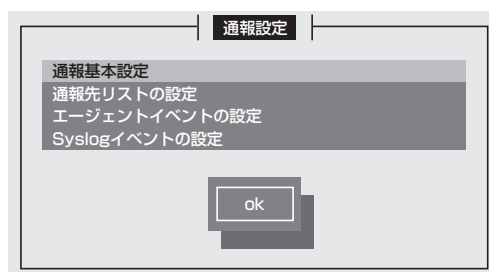 通報設定
通報基本設定
通報先リストの設定
エージェントイベントの設定
Syslogイベントの設定
ok